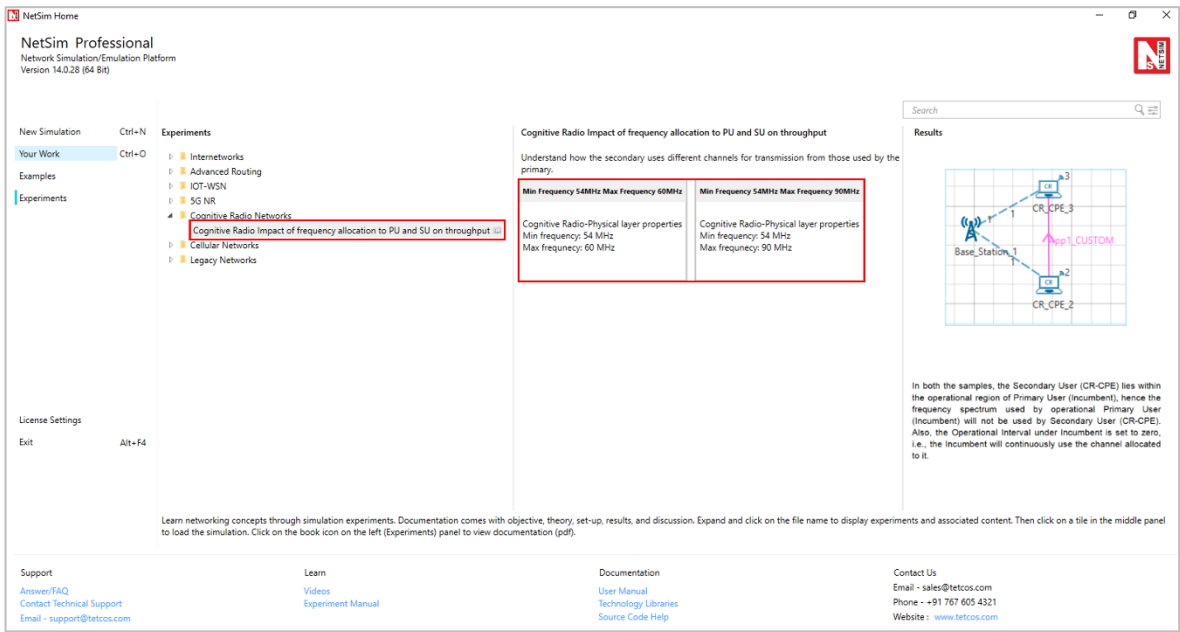 NetSim Home
NetSim Professional
Network Simulation/Emulation Platform
Version 14.0.28 (64 Bit)
NETSIM
Search
New Simulation Ctrl+N
Your Work Ctrl+O
Examples
Experiments
License Settings
Exit Alt+F4
Experiments
Internetworks
Advanced Routing
IOT-WSN
5G NR
Cognitive Radio Networks
Cognitive Radio Impact of frequency allocation to PU and SU on throughput
Cellular Networks
Legacy Networks
Cognitive Radio Impact of frequency allocation to PU and SU on throughput
Understand how the secondary uses different channels for transmission from those used by the
primary.
Min Frequency 54MHz Max Frequency 60MHz
Cognitive Radio-Physical layer properties
Min frequency: 54 MHz
Max frequnecy: 60 MHz
Min Frequency 54MHz Max Frequency 90MHz
Cognitive Radio-Physical layer properties
Min frequency: 54 MHz
Max frequnecy: 90 MHz
Results
3
CR
CR_CPE_3
1
1
Base_Station_1
1
App1_CUSTOM
2
CR
CR_CPE_2
In both the samples, the Secondary User (CR-CPE) lies within
the operational region of Primary User (Incumbent), hence the
frequency spectrum used by operational Primary User
(Incumbent) will not be used by Secondary User (CR-CPE).
Also, the Operational Interval under Incumbent is set to zero,
i.e., the Incumbent will continuously use the channel allocated
to it.
Learn networking concepts through simulation experiments. Documentation comes with objective, theory, set-up, results, and discussion. Expand and click on the file name to display experiments and associated content. Then click on a tile in the middle panel
to load the simulation. Click on the book icon on the left (Experiments) panel to view documentation (pdf).
Support
Answer/FAQ
Contact Technical Support
Email - support@tetcos.com
Learn
Videos
Experiment Manual
Documentation
User Manual
Technology Libraries
Source Code Help
Contact Us
Email - sales@tetcos.com
Phone - +91 767 605 4321
Website : www.tetcos.com